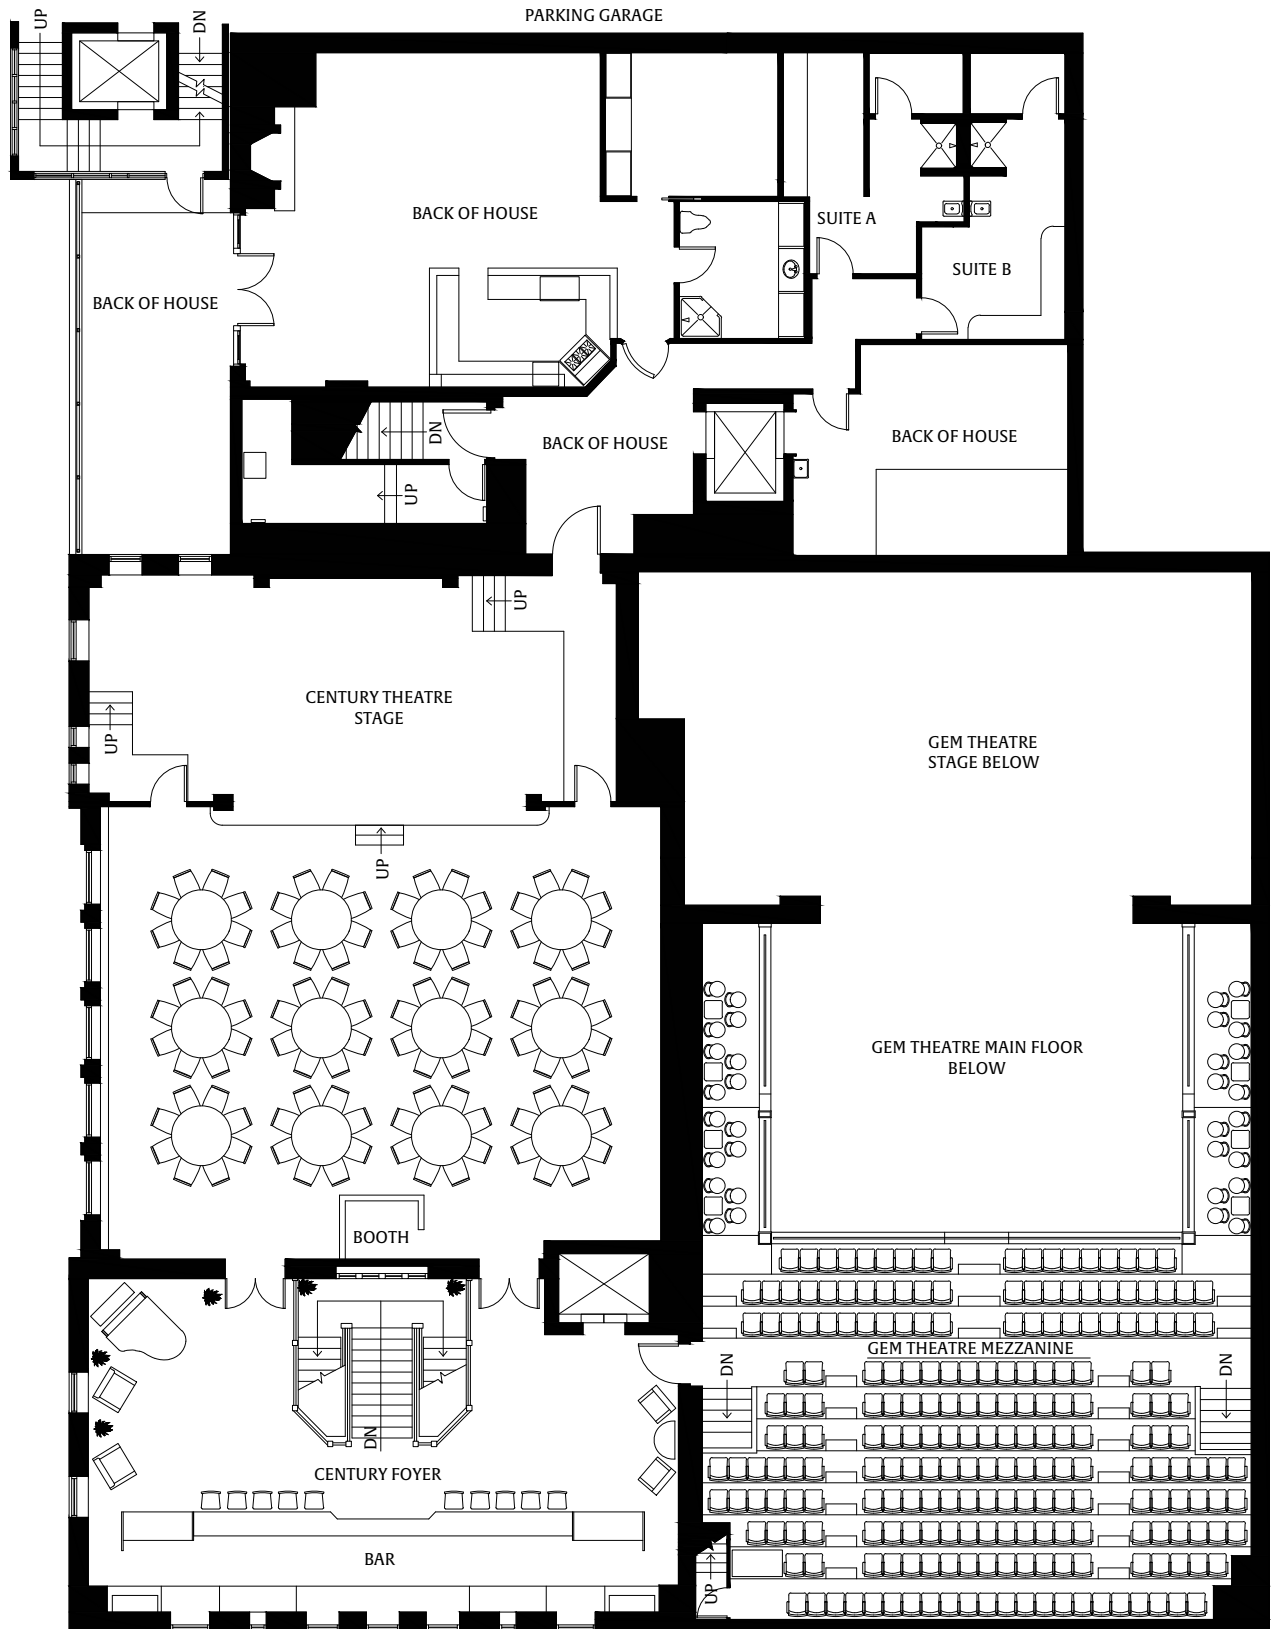 PARKING GARAGE
UP
DN
BACK OF HOUSE
SUITE A
SUITE B
BACK OF HOUSE
DN
BACK OF HOUSE
BACK OF HOUSE
UP
UP
CENTURY THEATRE
STAGE
UP
GEM THEATRE
STAGE BELOW
UP
GEM THEATRE MAIN FLOOR
BELOW
BOOTH
GEM THEATRE MEZZANINE
DN
DN
DN
CENTURY FOYER
BAR
UP